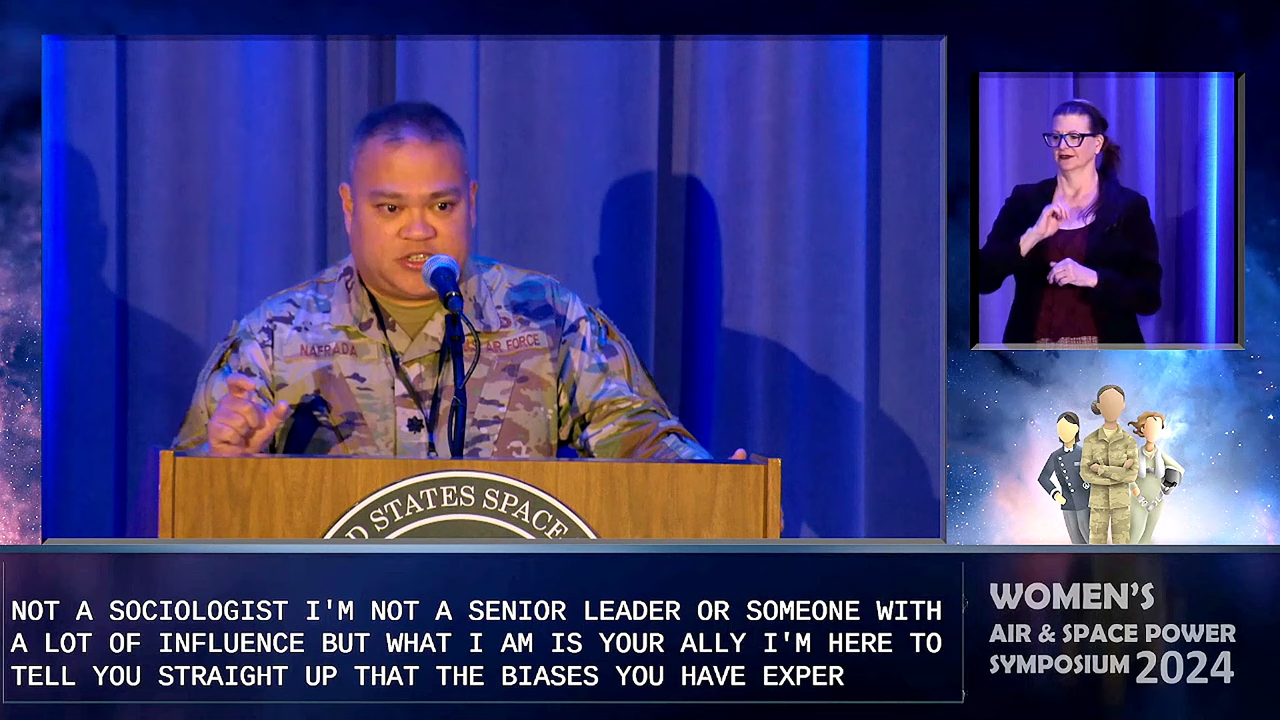 NAFRADA
AIR FORCE
D STATES SPACE
NOT A SOCIOLOGIST I'M NOT A SENIOR LEADER OR SOMEONE WITH
A LOT OF INFLUENCE BUT WHAT I AM IS YOUR ALLY I'M HERE TO
TELL YOU STRAIGHT UP THAT THE BIASES YOU HAVE EXPER
WOMEN'S
AIR & SPACE POWER
SYMPOSIUM 2024